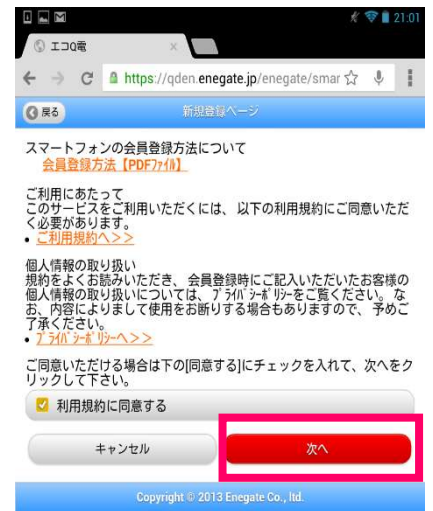 21:01
エコQ電
https://qden.enegate.jp/enegate/smar
戻る
新規登録ページ
スマートフォンの会員登録方法について
会員登録方法【PDFﾌｧｲﾙ】
ご利用にあたって
このサービスをご利用いただくには、以下の利用規約にご同意いただ
く必要があります。
• ご利用規約へ>>
個人情報の取り扱い
規約をよくお読みいただき、会員登録時にご記入いただいたお客様の
個人情報の取り扱いについては、ﾌﾟﾗｲﾊﾞｼｰﾎﾟﾘｼｰをご覧ください。な
お、内容によりまして使用をお断りする場合もありますので、予めご
了承ください。
• ﾌﾟﾗｲﾊﾞｼｰﾎﾟﾘｼｰへ>>
ご同意いただける場合は下の[同意する]にチェックを入れて、次へをク
リックして下さい。
利用規約に同意する
キャンセル 次へ
Copyright © 2013 Enegate Co., ltd.